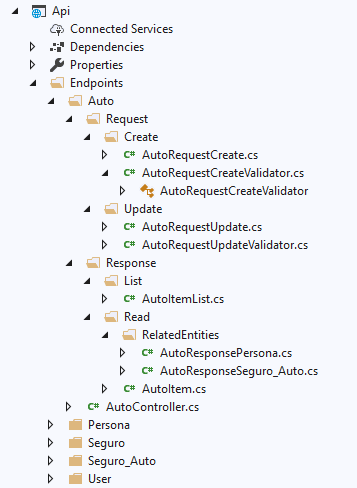 Api
Connected Services
Dependencies
Properties
Endpoints
Auto
Request
Create
C# AutoRequestCreate.cs
C# AutoRequestCreateValidator.cs
AutoRequestCreateValidator
Update
C# AutoRequestUpdate.cs
C# AutoRequestUpdateValidator.cs
Response
List
C# AutoItemList.cs
Read
RelatedEntities
C# AutoResponsePersona.cs
C# AutoResponseSeguro_Auto.cs
C# AutoItem.cs
C# AutoController.cs
Persona
Seguro
Seguro_Auto
User